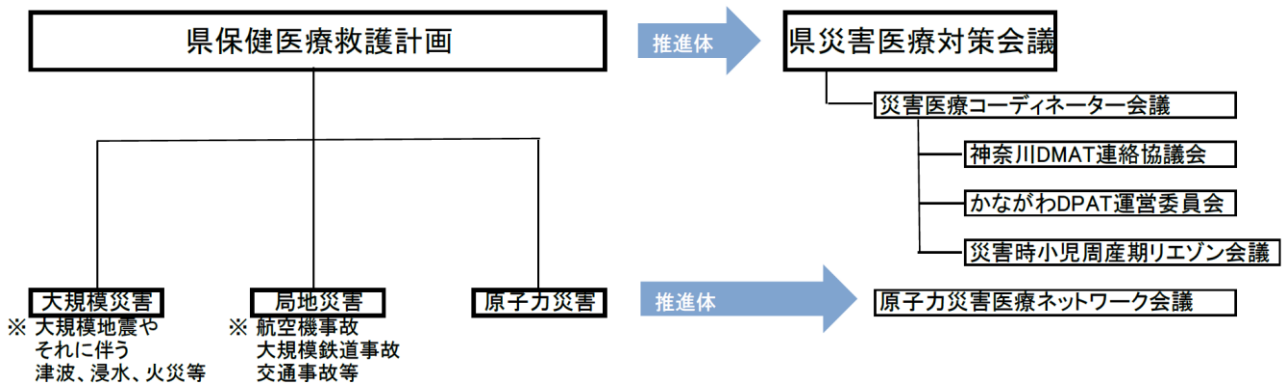 県保健医療救護計画
推進体
県災害医療対策会議
災害医療コーディネーター会議
神奈川DMAT連絡協議会
かながわDPAT運営委員会
災害時小児周産期リエゾン会議
大規模災害
※ 大規模地震や
それに伴う
津波、浸水、火災等
局地災害
※ 航空機事故
大規模鉄道事故
交通事故等
原子力災害
推進体
原子力災害医療ネットワーク会議